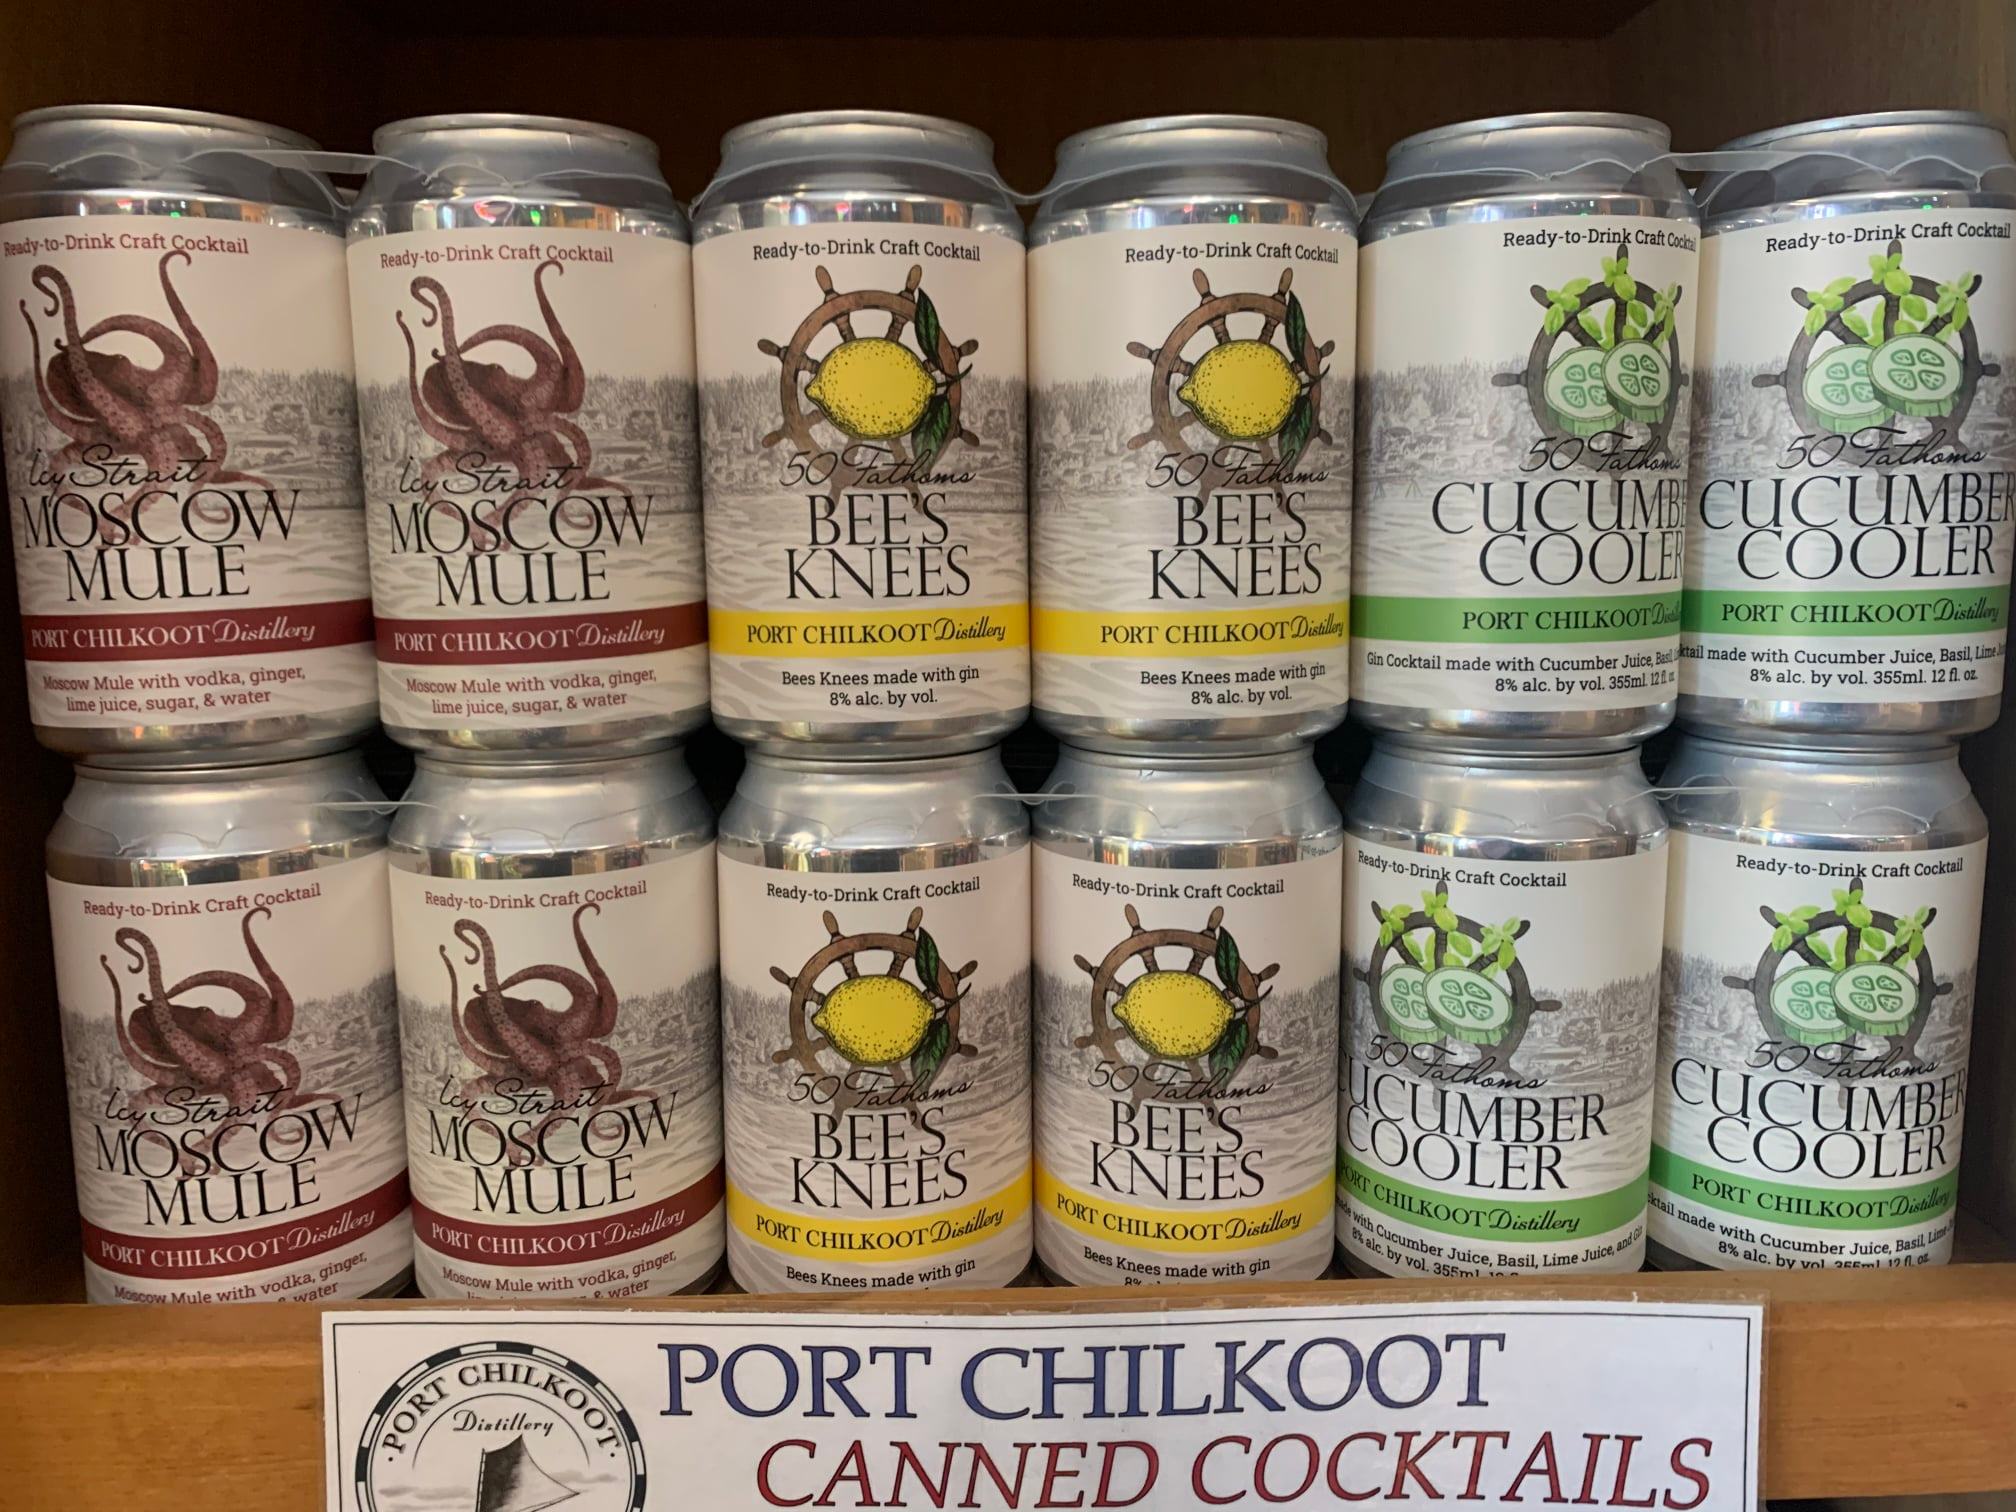 Ready-to-Drink Craft Cocktail
Icy Strait
MOSCOW
MULE
PORT CHILKOOT Distillery
Moscow Mule with vodka, ginger,
lime juice, sugar, & water
Ready-to-Drink Craft Cocktail
Icy Strait
MOSCOW
MULE
PORT CHILKOOT Distillery
Moscow Mule with vodka, ginger,
lime juice, sugar, & water
Ready-to-Drink Craft Cocktail
50 Fathoms
BEE'S
KNEES
PORT CHILKOOT Distillery
Bees Knees made with gin
8% alc. by vol.
Ready-to-Drink Craft Cocktail
50 Fathoms
BEE'S
KNEES
PORT CHILKOOT Distillery
Bees Knees made with gin
8% alc. by vol.
Ready-to-Drink Craft Cocktail
50 Fathoms
CUCUMBE
COOLER
PORT CHILKOOT
Gin Cocktail made with Cucumber Juice, Basil,
8% alc. by vol. 355ml. 12 fl. oz.
Ready-to-Drink Craft Cocktail
50 Fathoms
CUCUMBER
COOLER
PORT CHILKOOT Distillery
made with Cucumber Juice, Basil, Lime
8% alc. by vol. 355ml. 12 fl. oz.
Ready-to-Drink Craft Cocktail
Icy Strait
MOSCOW
MULE
PORT CHILKOOT Distillery
Moscow Mule with vodka, ginger,
& water
Ready-to-Drink Craft Cocktail
Icy Strait
MOSCOW
MULE
PORT CHILKOOT Distillery
Moscow Mule with vodka, ginger,
& water
Ready-to-Drink Craft Cocktail
50 Fathoms
BEE'S
KNEES
PORT CHILKOOT Distillery
Bees Knees made with gin
Ready-to-Drink Craft Cocktail
50 Fathoms
BEE'S
KNEES
PORT CHILKOOT Distillery
Bees Knees made with gin
8%
Ready-to-Drink Craft Cocktail
50 Fathoms
CUCUMBER
COOLER
PORT CHILKOOT Distillery
made with Cucumber Juice, Basil, Lime Juice, and Gin
8% alc. by vol. 355ml.
Ready-to-Drink Craft Cocktail
50 Fathoms
CUCUMBER
COOLER
PORT CHILKOOT Distillery
made with Cucumber Juice, Basil, Lime
8% alc. by vol. 355ml. 12 fl. oz.
PORT CHILKOOT
Distillery
PORT CHILKOOT
CANNED COCKTAILS